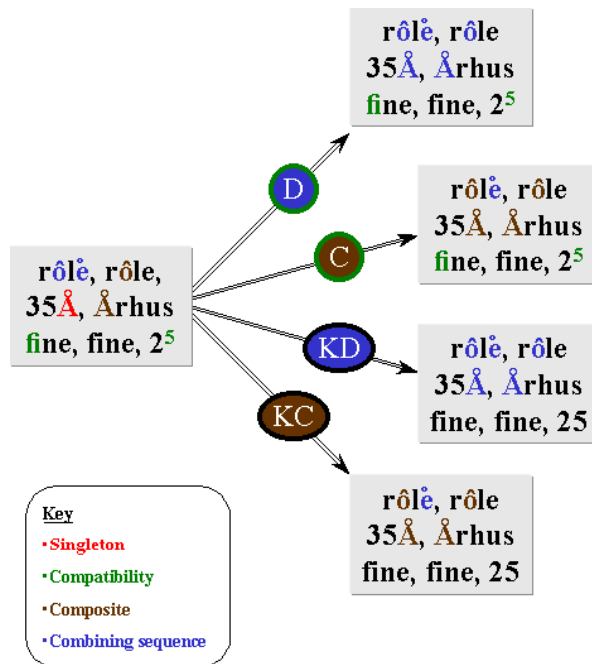 rôle̊, rôle
35Å, Århus
ﬁne, fine, 2⁵
D
rôle̊, rôle
35Å, Århus
ﬁne, fine, 2⁵
C
rôle̊, rôle,
35Å, Århus
ﬁne, fine, 2⁵
KD
rôle̊, rôle
35Å, Århus
fine, fine, 25
KC
rôle̊, rôle
35Å, Århus
fine, fine, 25
Key
•Singleton
•Compatibility
•Composite
•Combining sequence